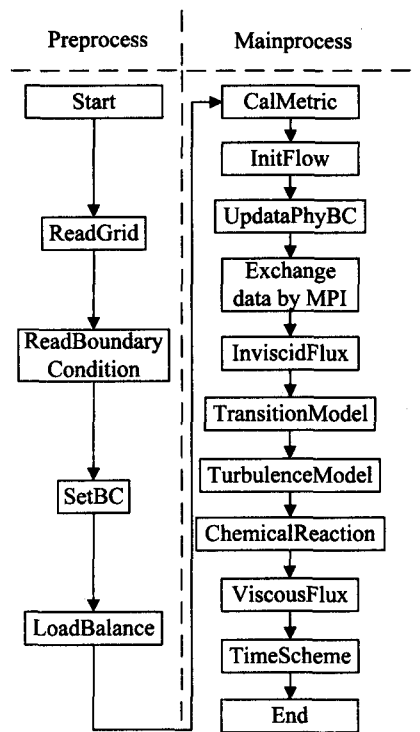 Preprocess
Mainprocess
Start
ReadGrid
ReadBoundary
Condition
SetBC
LoadBalance
CalMetric
InitFlow
UpdataPhyBC
Exchange
data by MPI
InviscidFlux
TransitionModel
TurbulenceModel
ChemicalReaction
ViscousFlux
TimeScheme
End